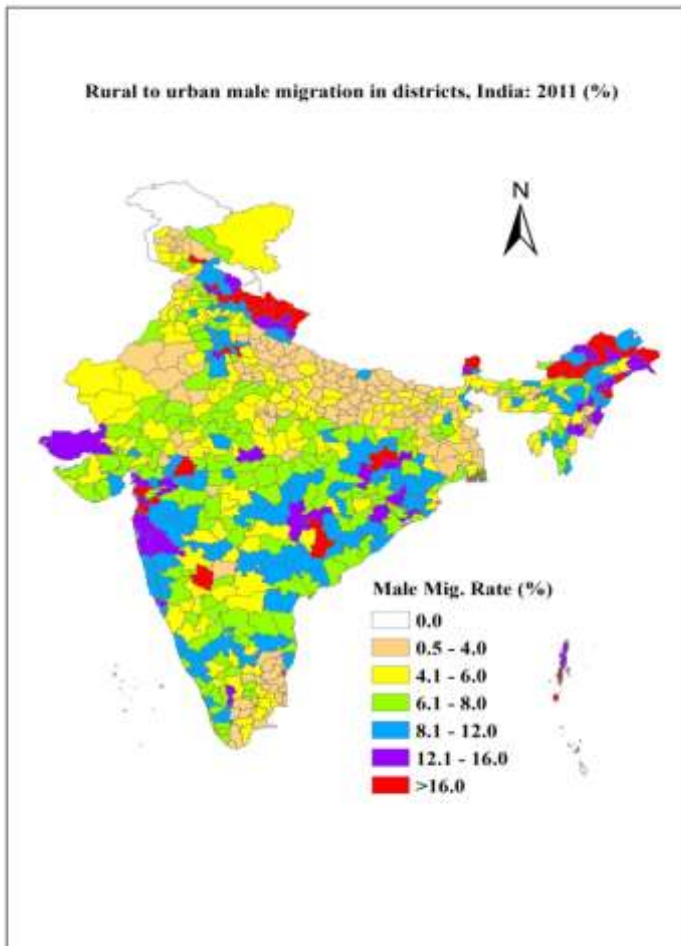 Rural to urban male migration in districts, India: 2011 (%)
N
Male Mig. Rate (%)
0.0
0.5 - 4.0
4.1 - 6.0
6.1 - 8.0
8.1 - 12.0
12.1 - 16.0
>16.0